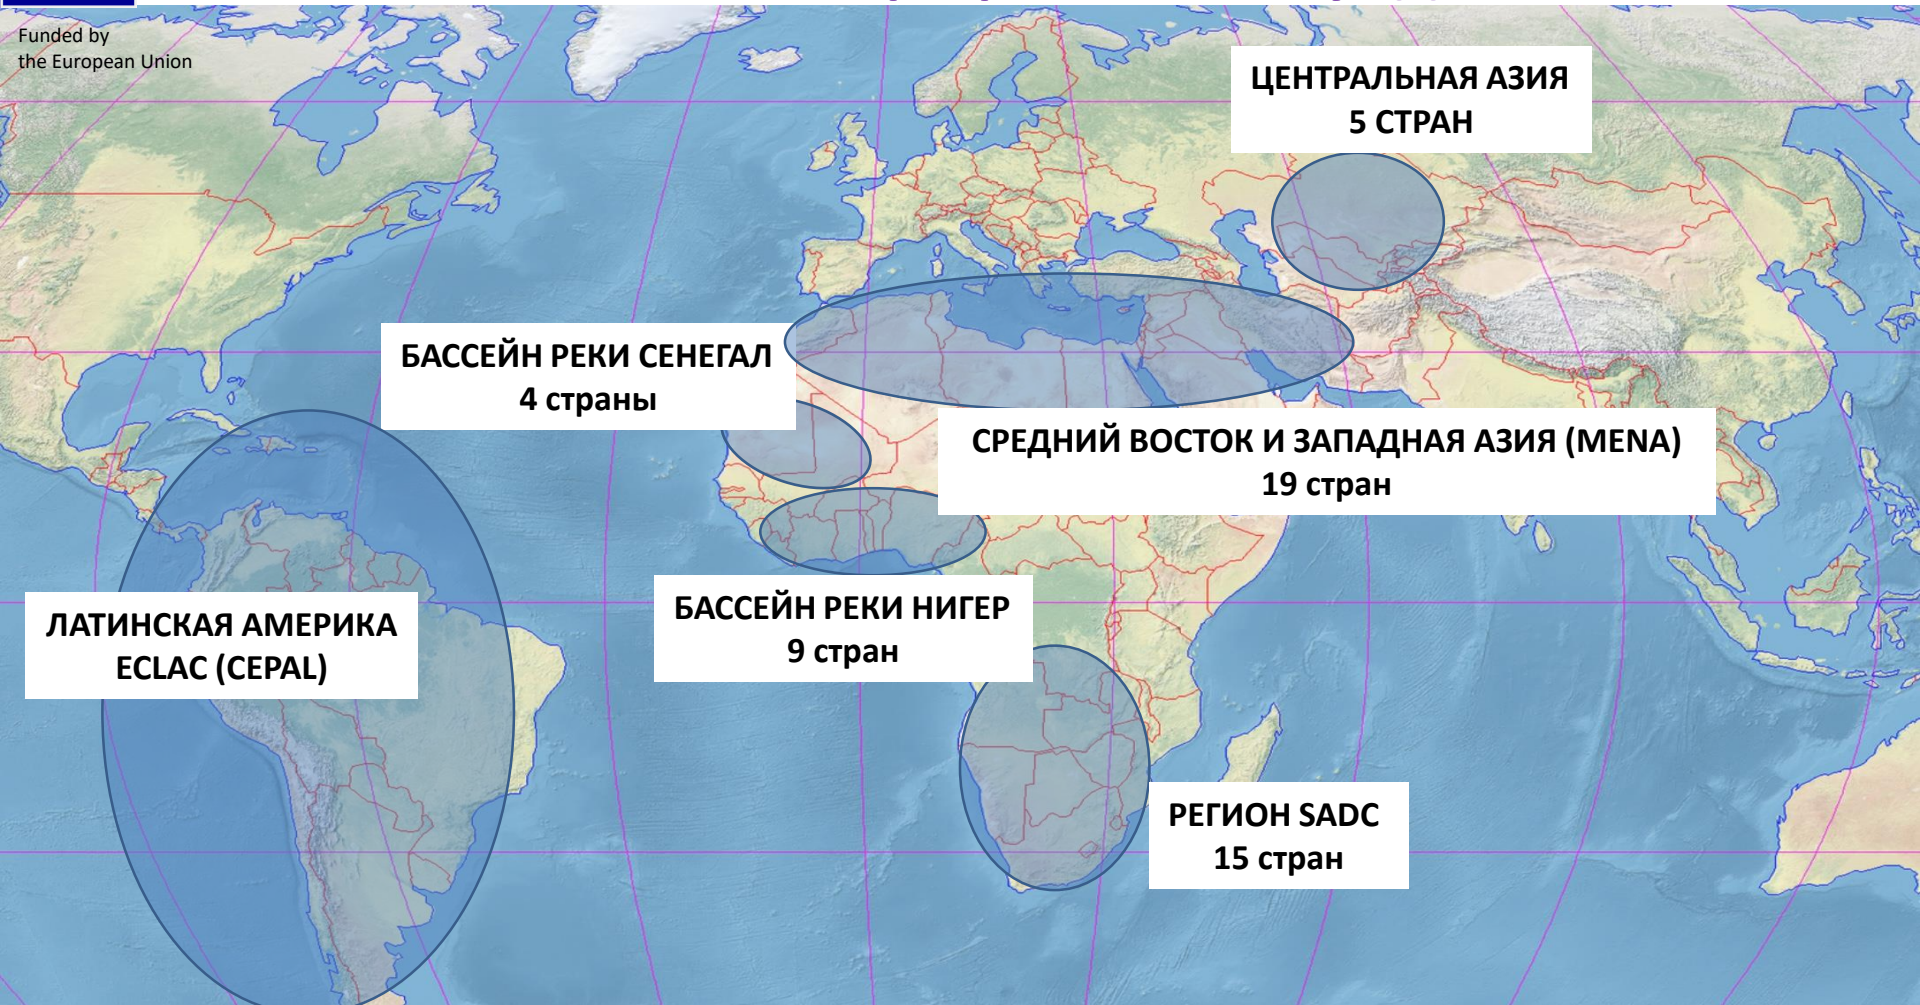 Funded by
the European Union
ЦЕНТРАЛЬНАЯ АЗИЯ
5 СТРАН
БАССЕЙН РЕКИ СЕНЕГАЛ
4 страны
СРЕДНИЙ ВОСТОК И ЗАПАДНАЯ АЗИЯ (MENA)
19 стран
БАССЕЙН РЕКИ НИГЕР
9 стран
ЛАТИНСКАЯ АМЕРИКА
ECLAC (CEPAL)
РЕГИОН SADC
15 стран